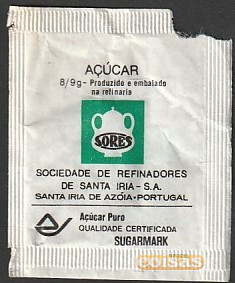 AÇÚCAR
8/9g- Produzido e embalado
na refinaria
SORES
SOCIEDADE DE REFINADORES
DE SANTA IRIA - S.A.
SANTA IRIA DE AZÓIA-PORTUGAL
Açúcar Puro
QUALIDADE CERTIFICADA
SUGARMARK
coisas